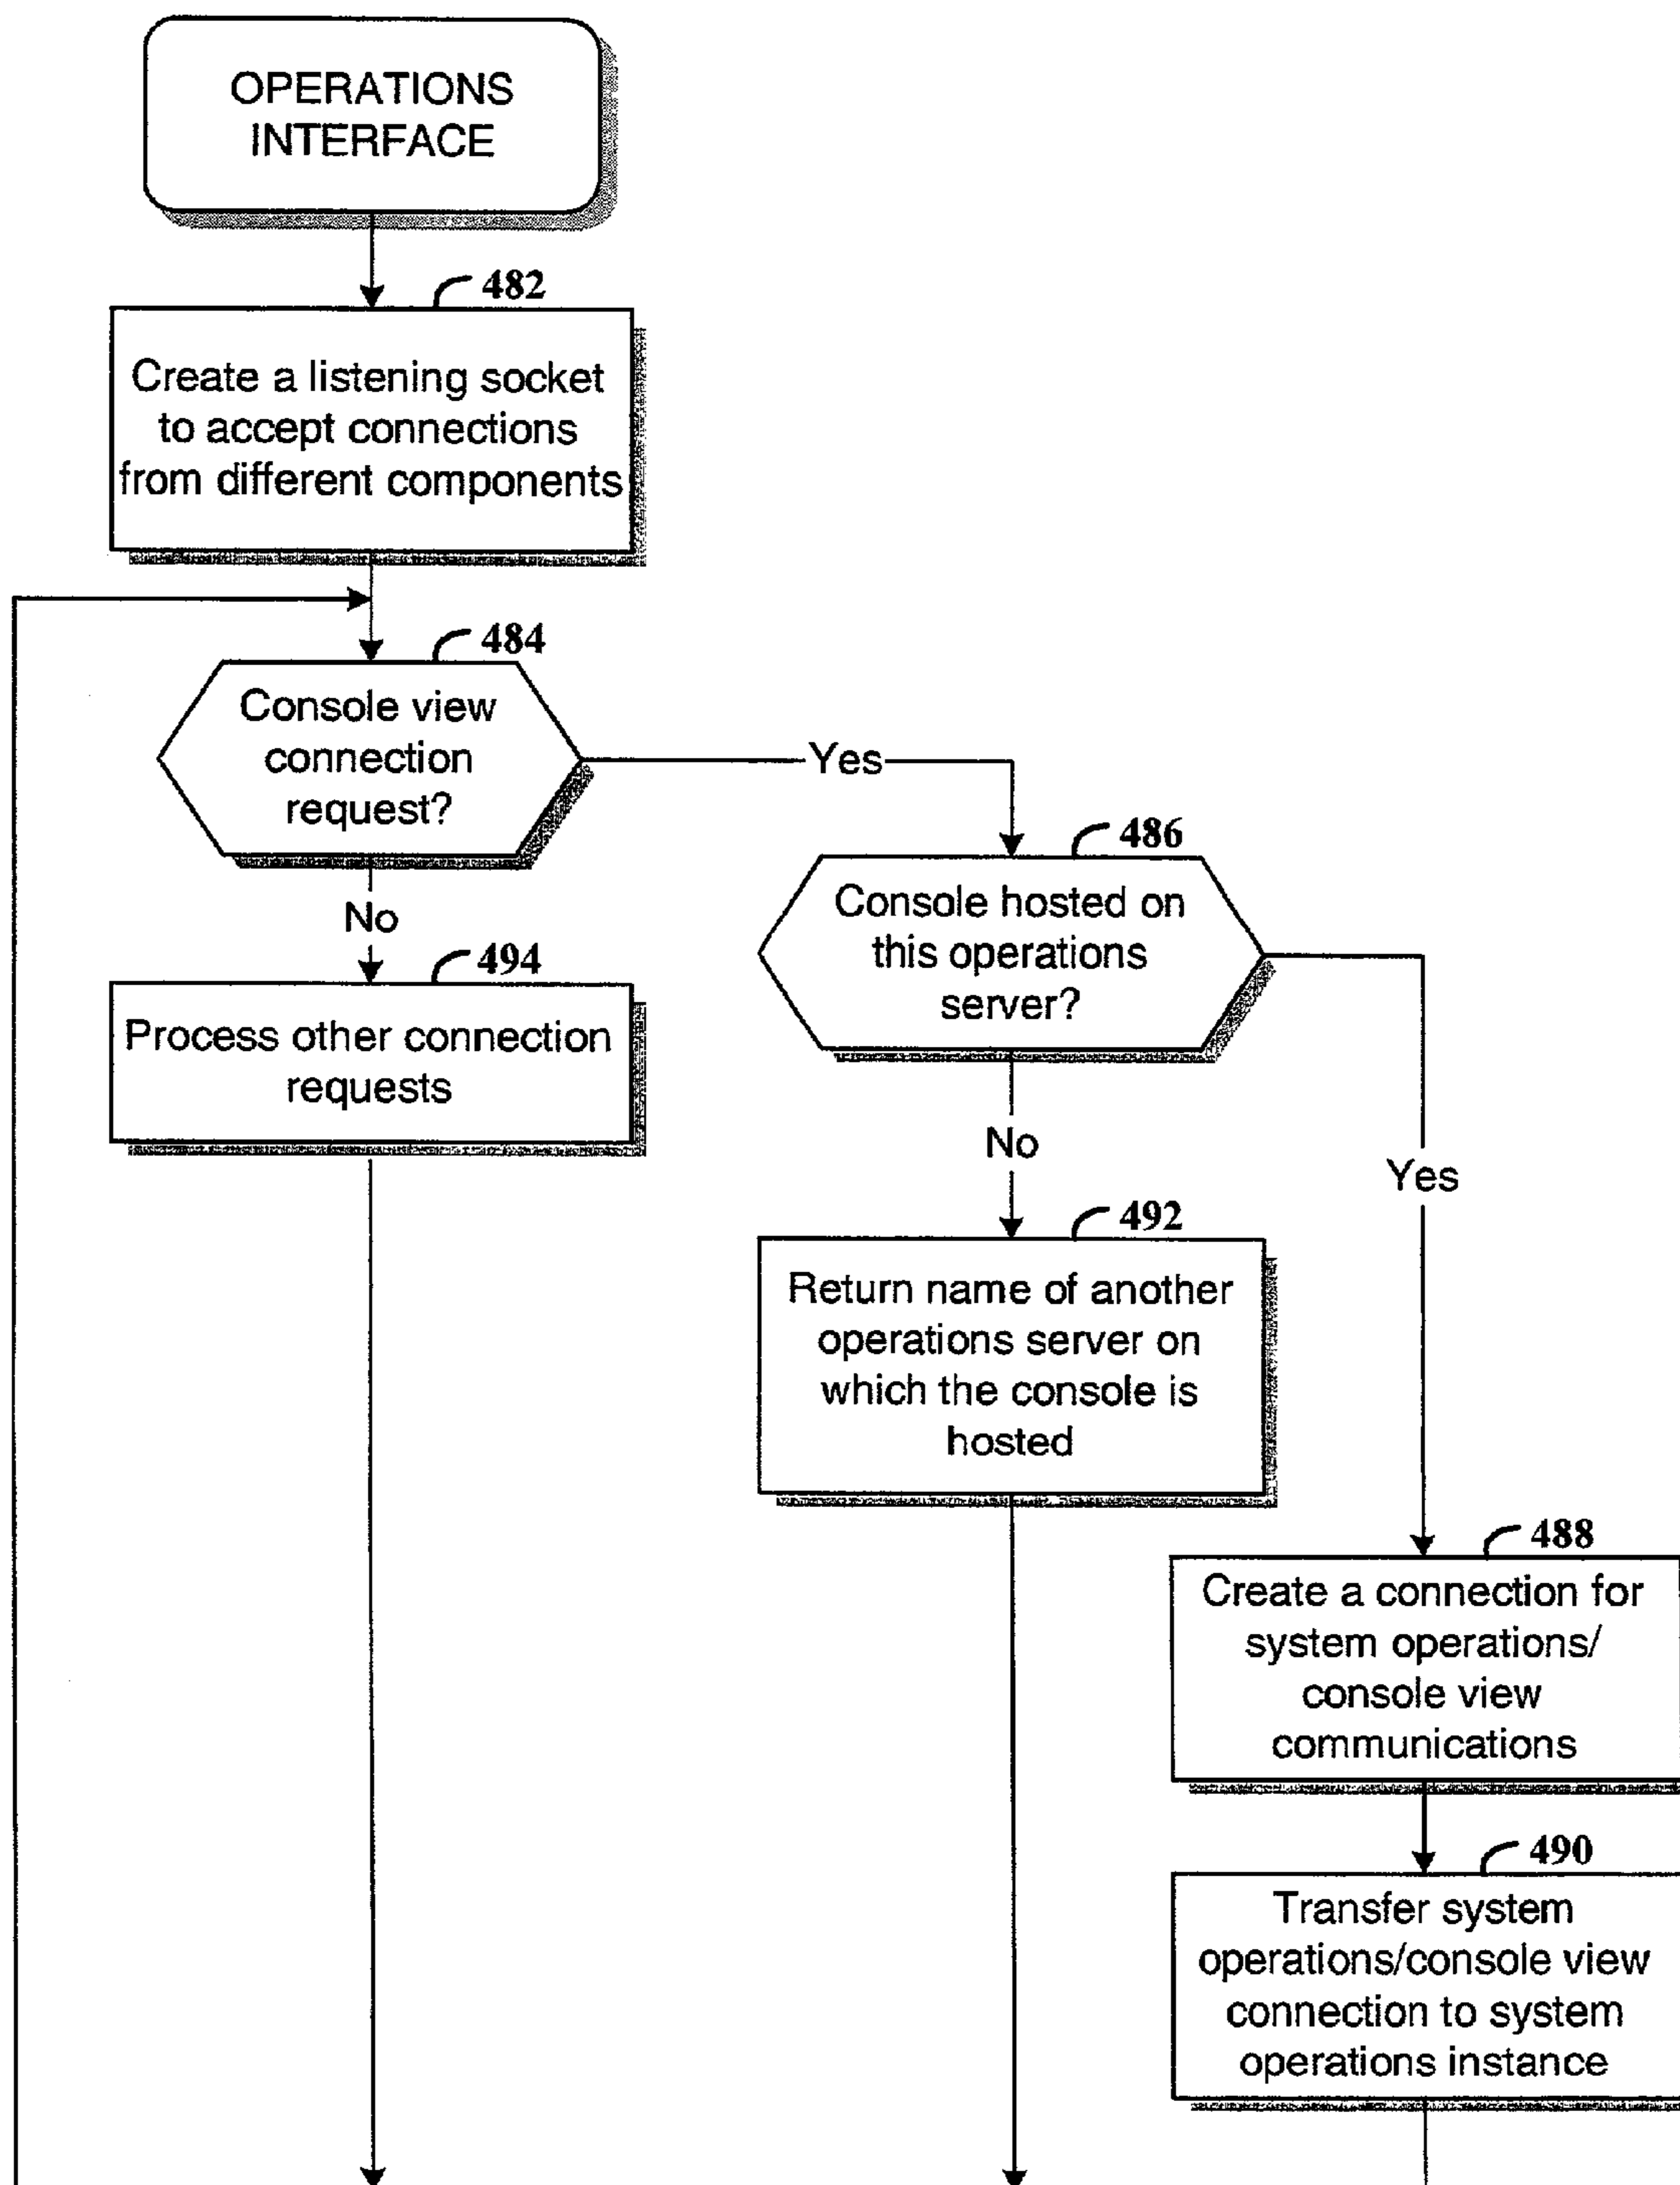 OPERATIONS
INTERFACE
482
Create a listening socket
to accept connections
from different components
484
Console view
connection
request?
Yes
No
486
Console hosted on
this operations
server?
494
Process other connection
requests
No
Yes
492
Return name of another
operations server on
which the console is
hosted
488
Create a connection for
system operations/
console view
communications
490
Transfer system
operations/console view
connection to system
operations instance